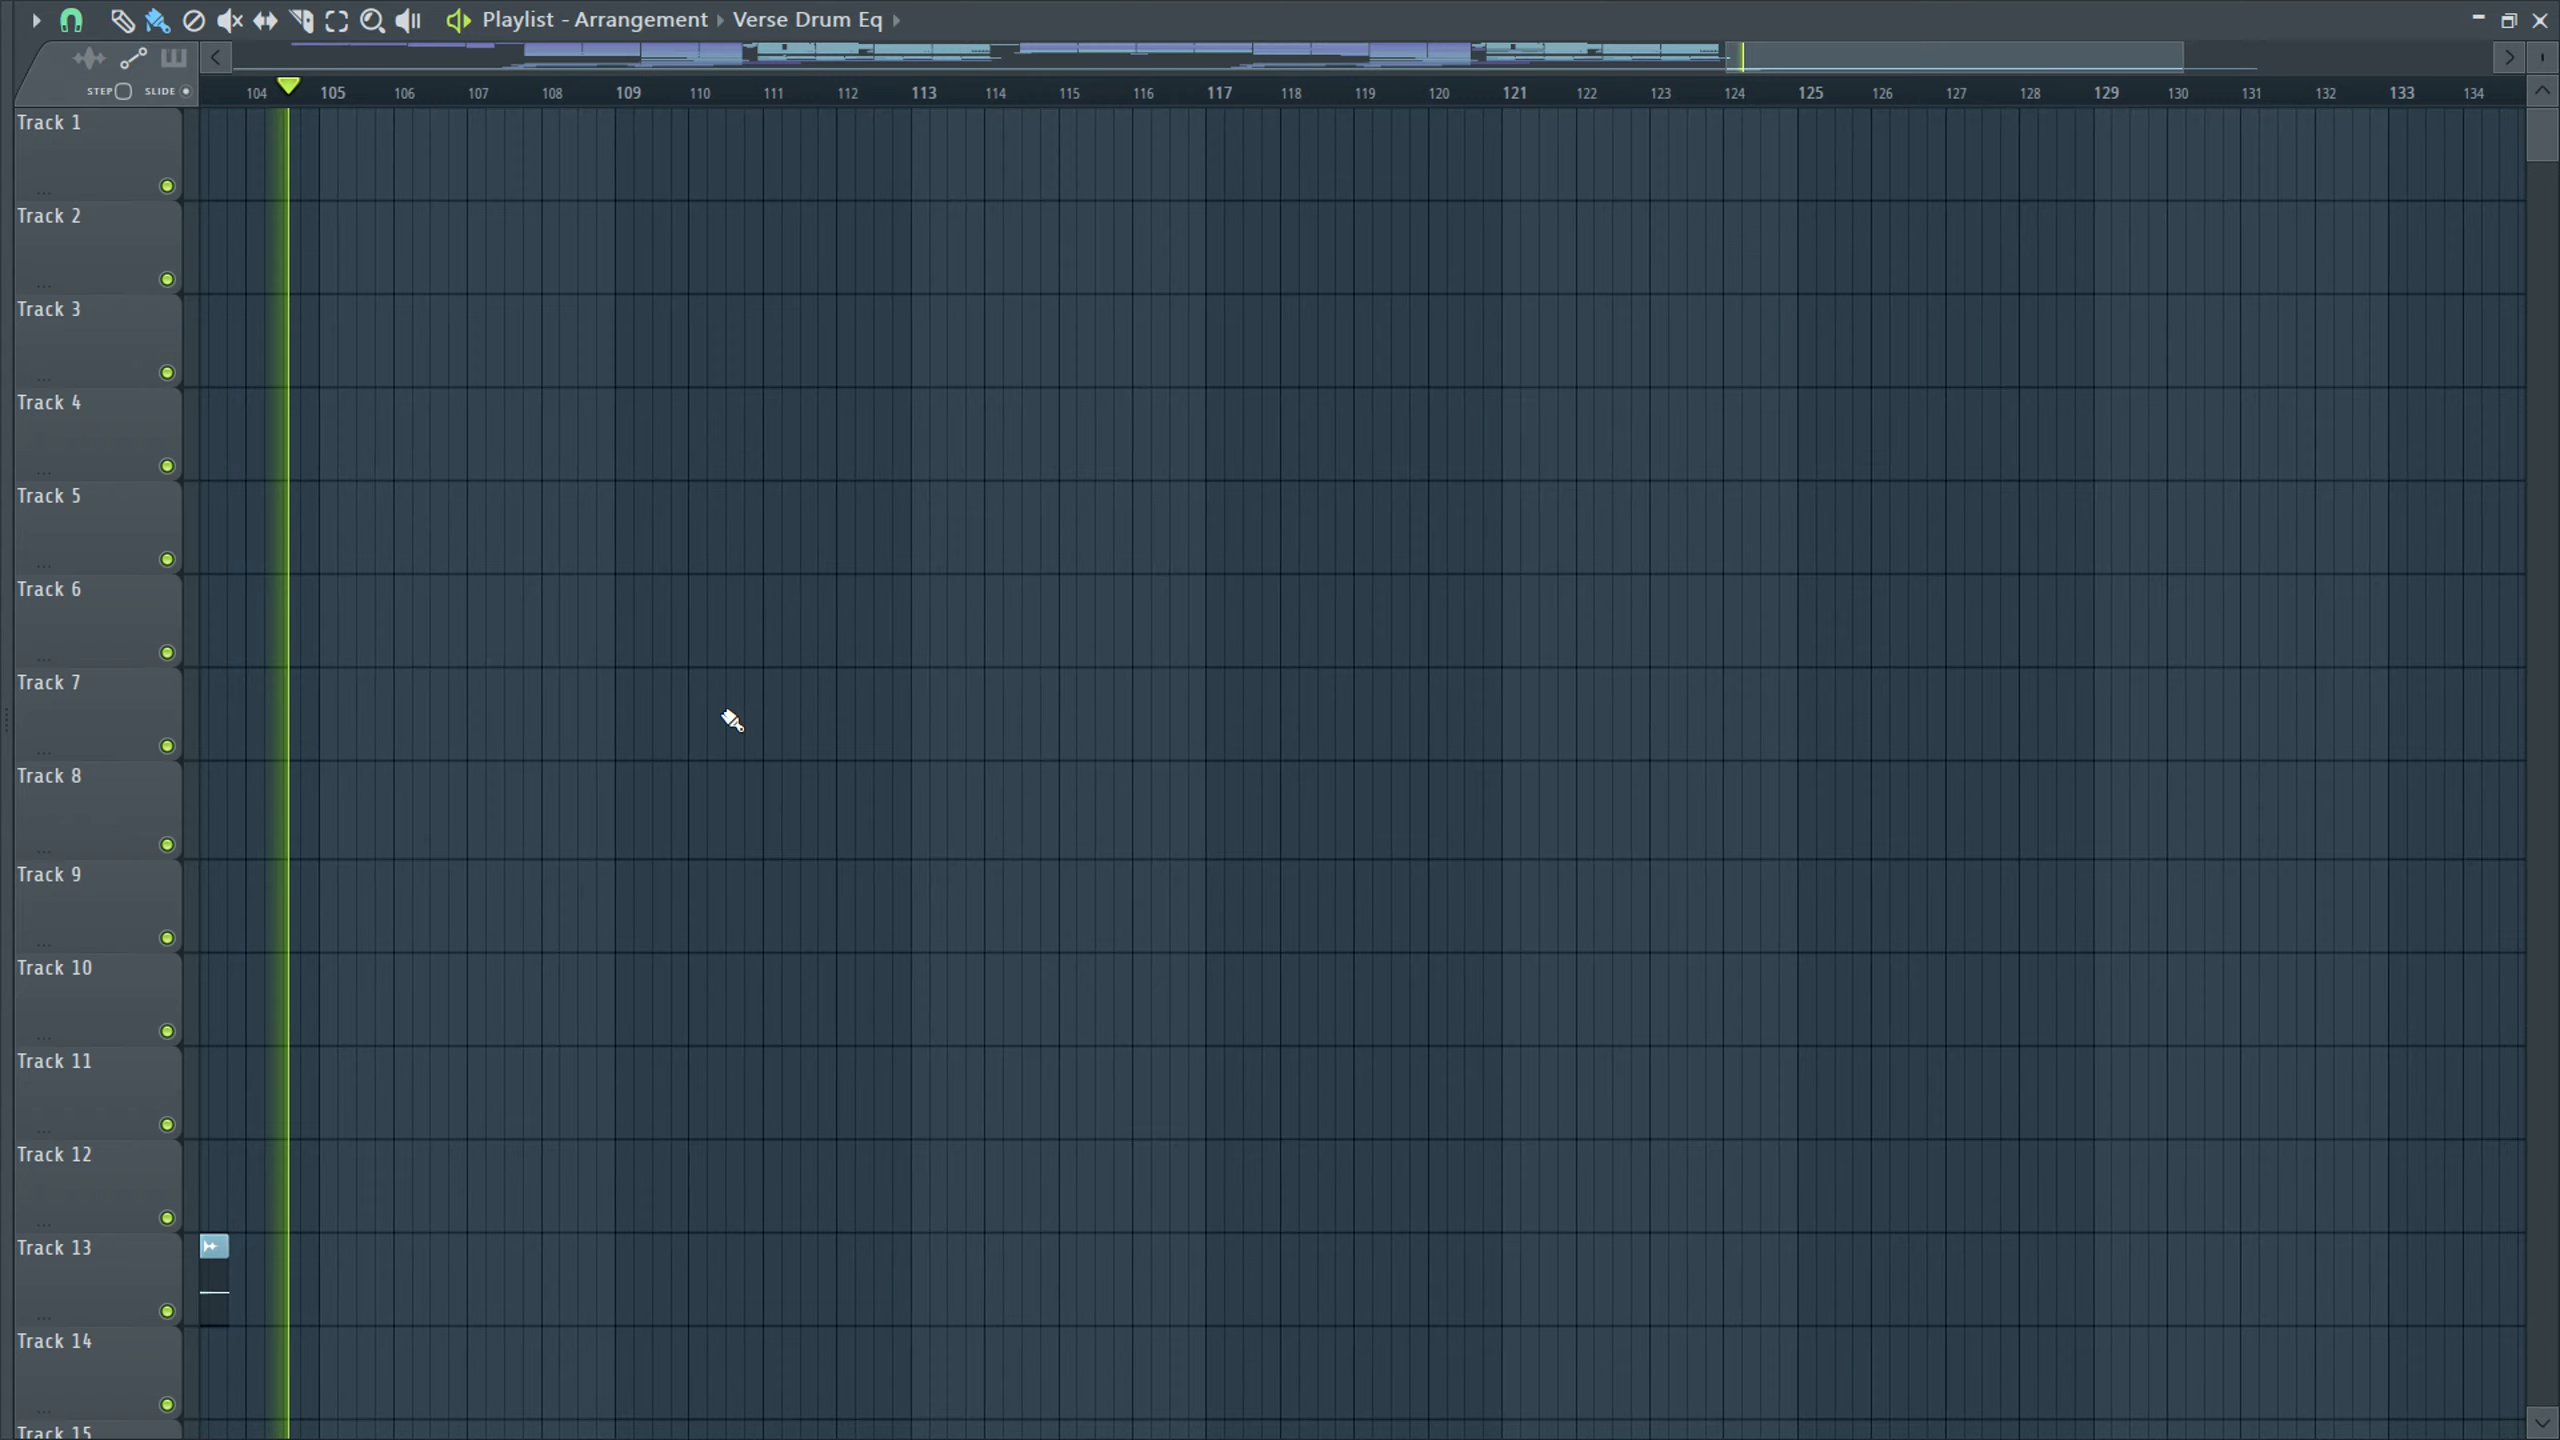 Playlist - Arrangement › Verse Drum Eq ›
STEP SLIDE
104 105 106 107 108 109 110 111 112 113 114 115 116 117 118 119 120 121 122 123 124 125 126 127 128 129 130 131 132 133 134
Track 1
Track 2
Track 3
Track 4
Track 5
Track 6
Track 7
Track 8
Track 9
Track 10
Track 11
Track 12
Track 13
Track 14
Track 15